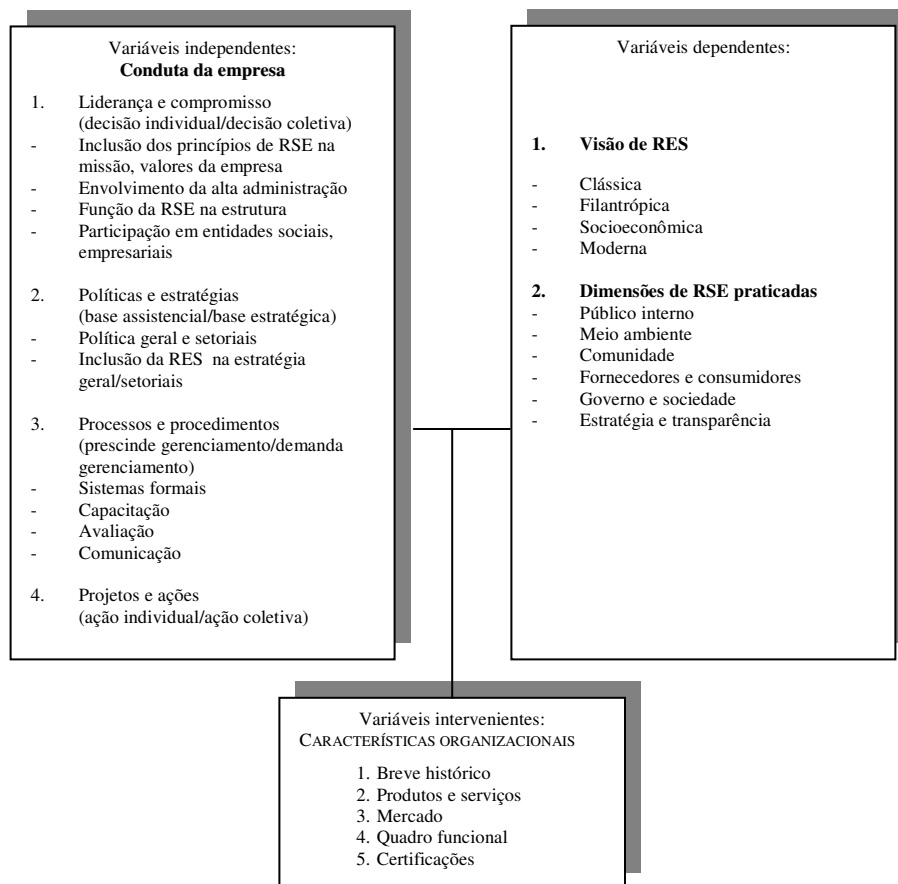 Variáveis independentes:
Conduta da empresa
1. Liderança e compromisso
(decisão individual/decisão coletiva)
- Inclusão dos princípios de RSE na
missão, valores da empresa
- Envolvimento da alta administração
- Função da RSE na estrutura
- Participação em entidades sociais,
empresariais
2. Políticas e estratégias
(base assistencial/base estratégica)
- Política geral e setoriais
- Inclusão da RES na estratégia
geral/setoriais
3. Processos e procedimentos
(prescinde gerenciamento/demanda
gerenciamento)
- Sistemas formais
- Capacitação
- Avaliação
- Comunicação
4. Projetos e ações
(ação individual/ação coletiva)
Variáveis dependentes:
1. Visão de RES
- Clássica
- Filantrópica
- Socioeconômica
- Moderna
2. Dimensões de RSE praticadas
- Público interno
- Meio ambiente
- Comunidade
- Fornecedores e consumidores
- Governo e sociedade
- Estratégia e transparência
Variáveis intervenientes:
CARACTERÍSTICAS ORGANIZACIONAIS
1. Breve histórico
2. Produtos e serviços
3. Mercado
4. Quadro funcional
5. Certificações